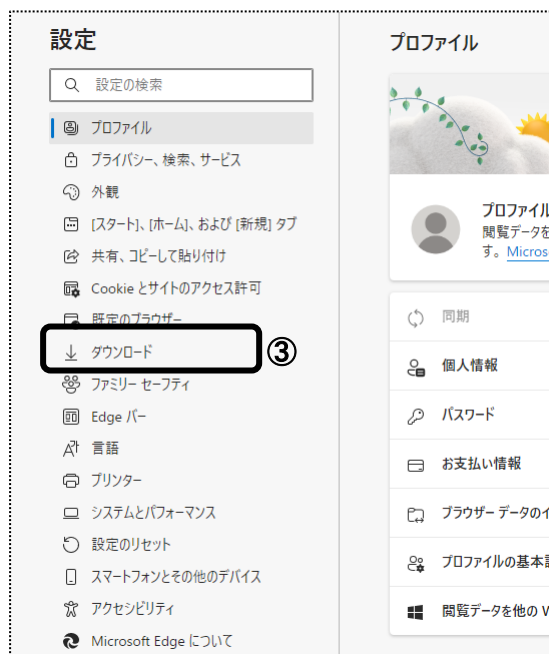 設定
設定の検索
プロファイル
プライバシー、検索、サービス
外観
[スタート]、[ホーム]、および [新規] タブ
共有、コピーして貼り付け
Cookie とサイトのアクセス許可
既定のブラウザー
ダウンロード
③
ファミリー セーフティ
Edge バー
言語
プリンター
システムとパフォーマンス
設定のリセット
スマートフォンとその他のデバイス
アクセシビリティ
Microsoft Edge について
プロファイル
プロファイル
閲覧データを
す。Micros
同期
個人情報
パスワード
お支払い情報
ブラウザー データのイ
プロファイルの基本
閲覧データを他の W